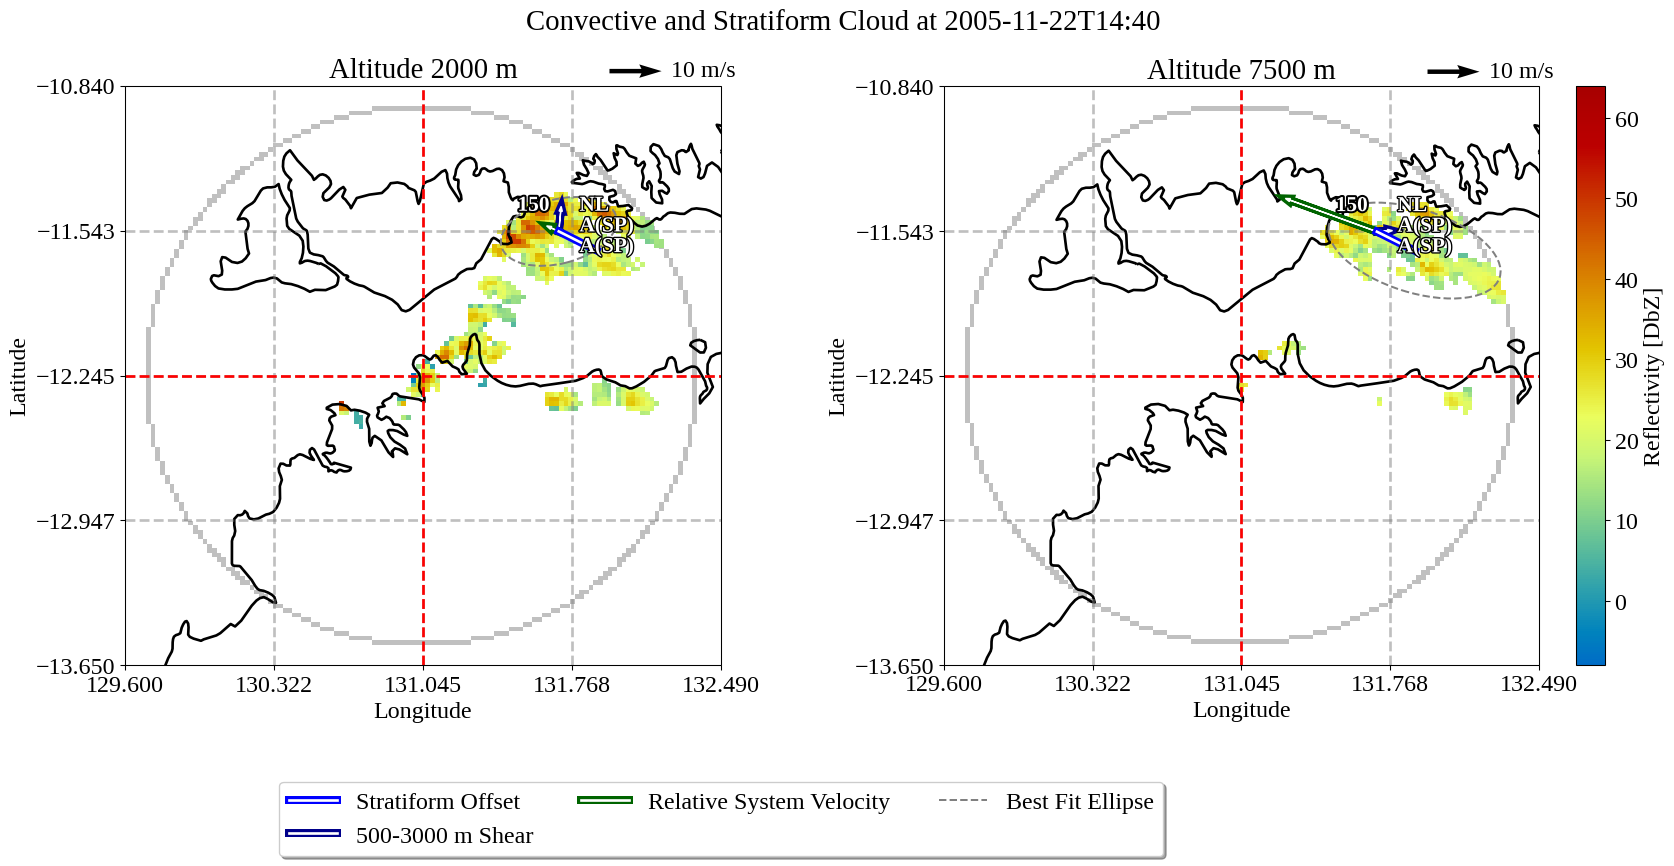 Convective and Stratiform Cloud at 2005-11-22T14:40
Altitude 2000 m
10 m/s
−10.840
−11.543
−12.245
−12.947
−13.650
129.600
130.322
131.045
131.768
132.490
Latitude
Longitude
150
NL
A(SP)
A(SP)
Altitude 7500 m
10 m/s
−10.840
−11.543
−12.245
−12.947
−13.650
129.600
130.322
131.045
131.768
132.490
Latitude
Longitude
150
NL
A(SP)
A(SP)
60
50
40
30
20
10
0
Reflectivity [DbZ]
Stratiform Offset
500-3000 m Shear
Relative System Velocity
Best Fit Ellipse